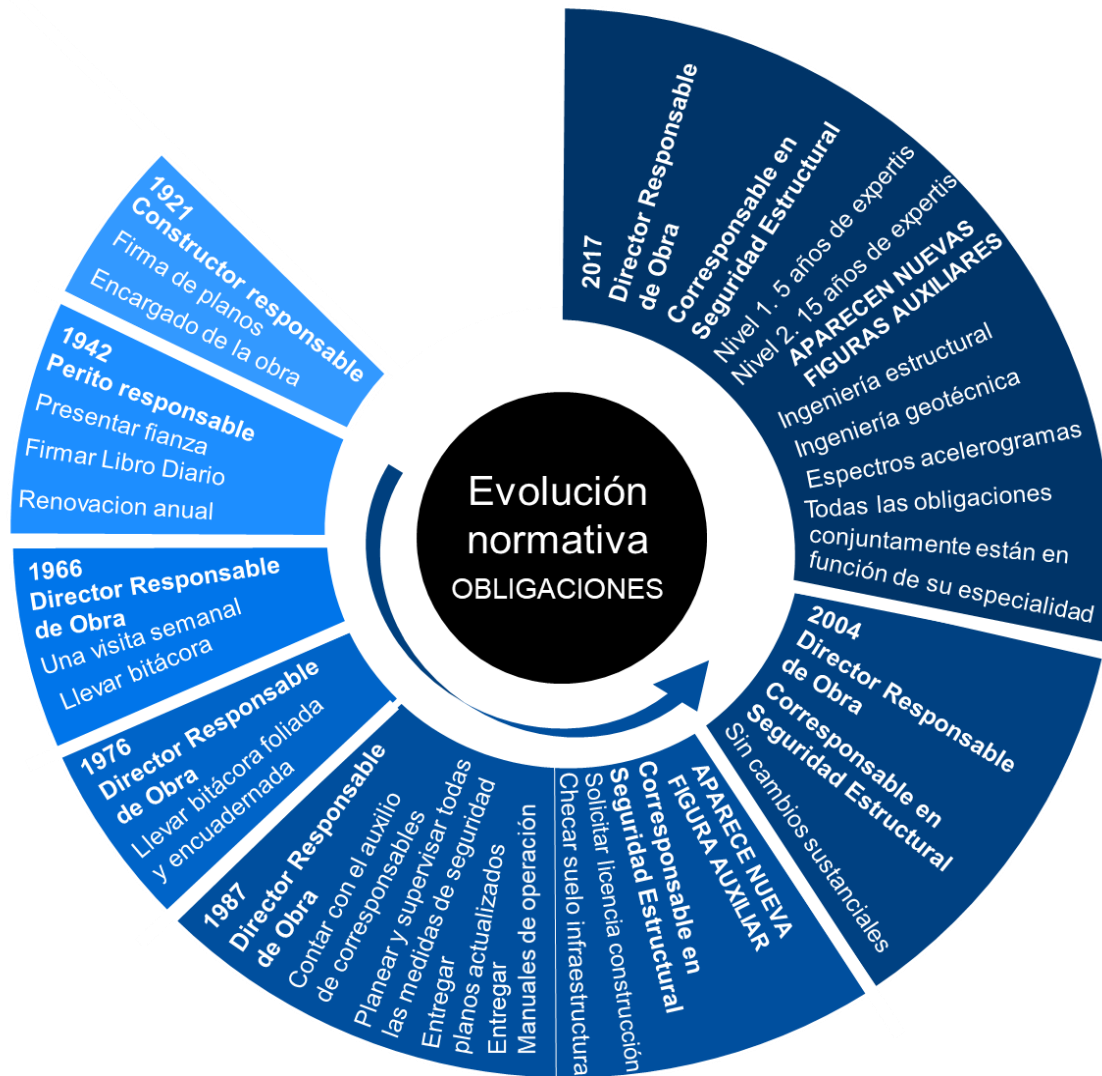 Evolución
normativa
OBLIGACIONES
1921
Constructor responsable
Firma de planos
Encargado de la obra
1942
Perito responsable
Presentar fianza
Firmar Libro Diario
Renovacion anual
1966
Director Responsable
de Obra
Una visita semanal
Llevar bitácora
1976
Director Responsable
de Obra
Llevar bitácora foliada
y encuadernada
1987
Director Responsable
de Obra
Contar con el auxilio
de corresponsables
Planear y supervisar todas
las medidas de seguridad
Entregar
planos actualizados
Entregar
Manuales de operación
APARECE NUEVA
FIGURA AUXILIAR
Corresponsable en
Seguridad Estructural
Solicitar licencia construcción
Checar suelo infraestructura
2004
Director Responsable
de Obra
Corresponsable en
Seguridad Estructural
Sin cambios sustanciales
2017
Director Responsable
de Obra
Corresponsable en
Seguridad Estructural
Nivel 1. 5 años de expertis
Nivel 2. 15 años de expertis
APARECEN NUEVAS
FIGURAS AUXILIARES
Ingeniería estructural
Ingeniería geotécnica
Espectros acelerogramas
Todas las obligaciones
conjuntamente están en
función de su especialidad